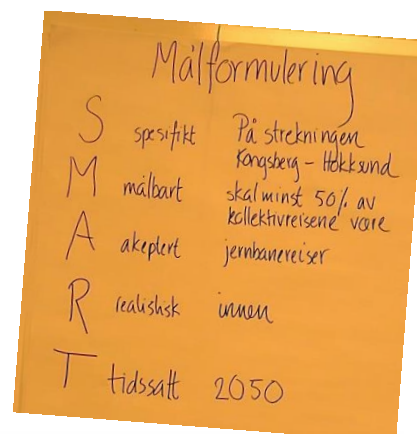 Målformulering
S spesifikt På strekningen
Kongsberg - Hokksund
M målbart skal minst 50% av
kollektivreisene være
A akseptert jernbanereiser
R realistisk innen
T tidssatt 2050